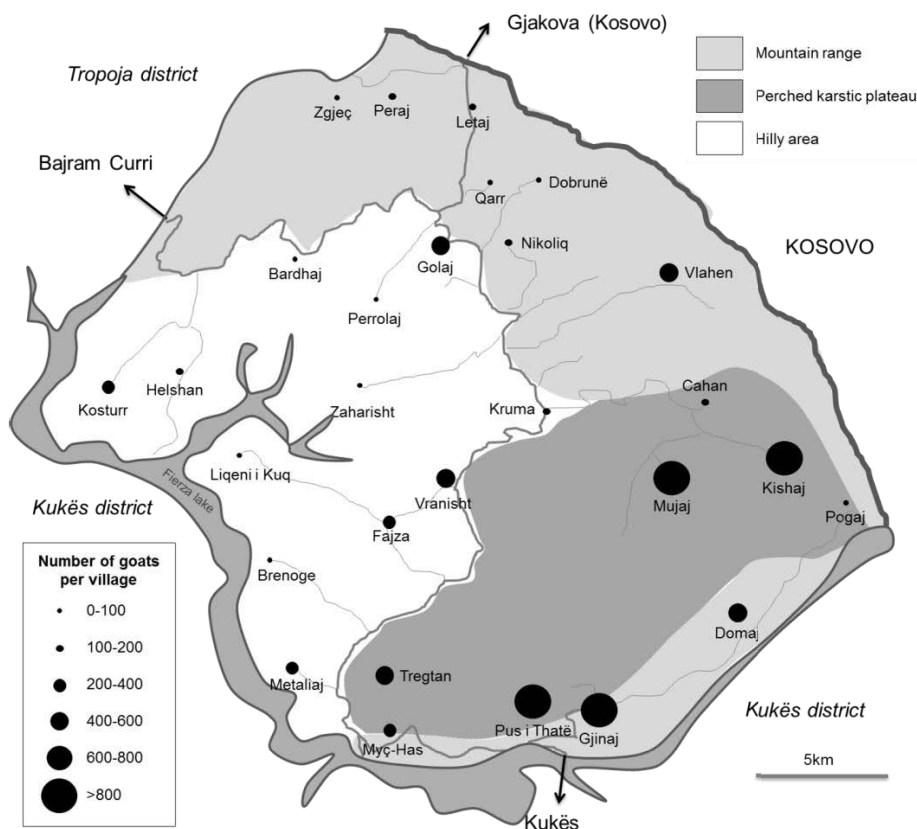 Gjakova (Kosovo)
Tropoja district
Mountain range
Perched karstic plateau
Hilly area
Zgjeç
Peraj
Letaj
Bajram Curri
Qarr
Dobrunë
KOSOVO
Nikoliq
Golaj
Bardhaj
Vlahen
Perrolaj
Helshan
Kosturr
Zaharisht
Cahan
Kruma
Liqeni i Kuq
Fierza lake
Vranisht
Mujaj
Kishaj
Pogaj
Kukës district
Fajza
Number of goats
per village
0-100
100-200
200-400
400-600
600-800
>800
Brenoge
Domaj
Metaliaj
Tregtan
Kukës district
Pus i Thatë
Gjinaj
Myç-Has
5km
Kukës